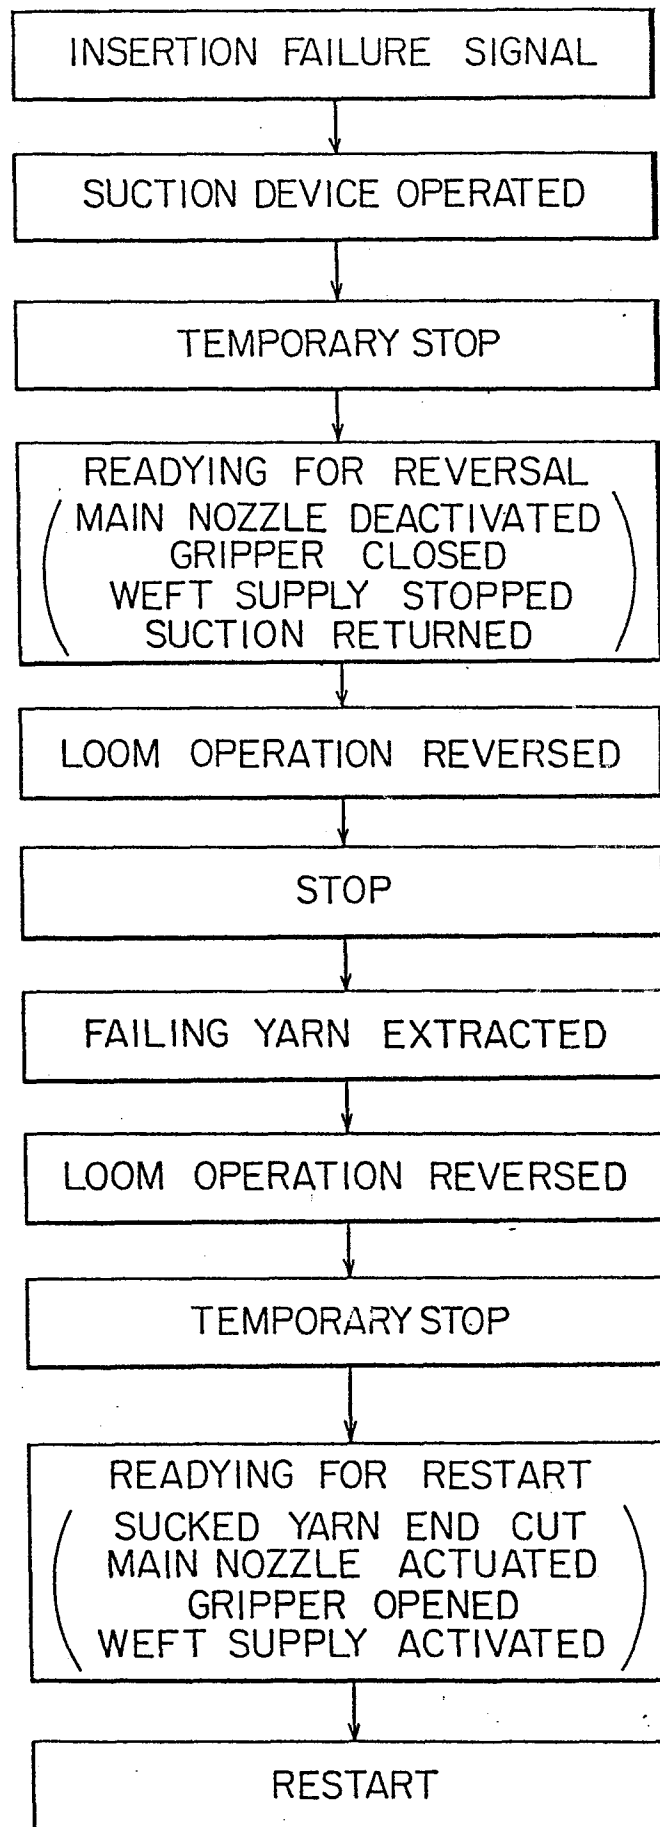 INSERTION FAILURE SIGNAL
SUCTION DEVICE OPERATED
TEMPORARY STOP
READYING FOR REVERSAL
(MAIN NOZZLE DEACTIVATED
GRIPPER CLOSED
WEFT SUPPLY STOPPED
SUCTION RETURNED)
LOOM OPERATION REVERSED
STOP
FAILING YARN EXTRACTED
LOOM OPERATION REVERSED
TEMPORARY STOP
READYING FOR RESTART
(SUCKED YARN END CUT
MAIN NOZZLE ACTUATED
GRIPPER OPENED
WEFT SUPPLY ACTIVATED)
RESTART